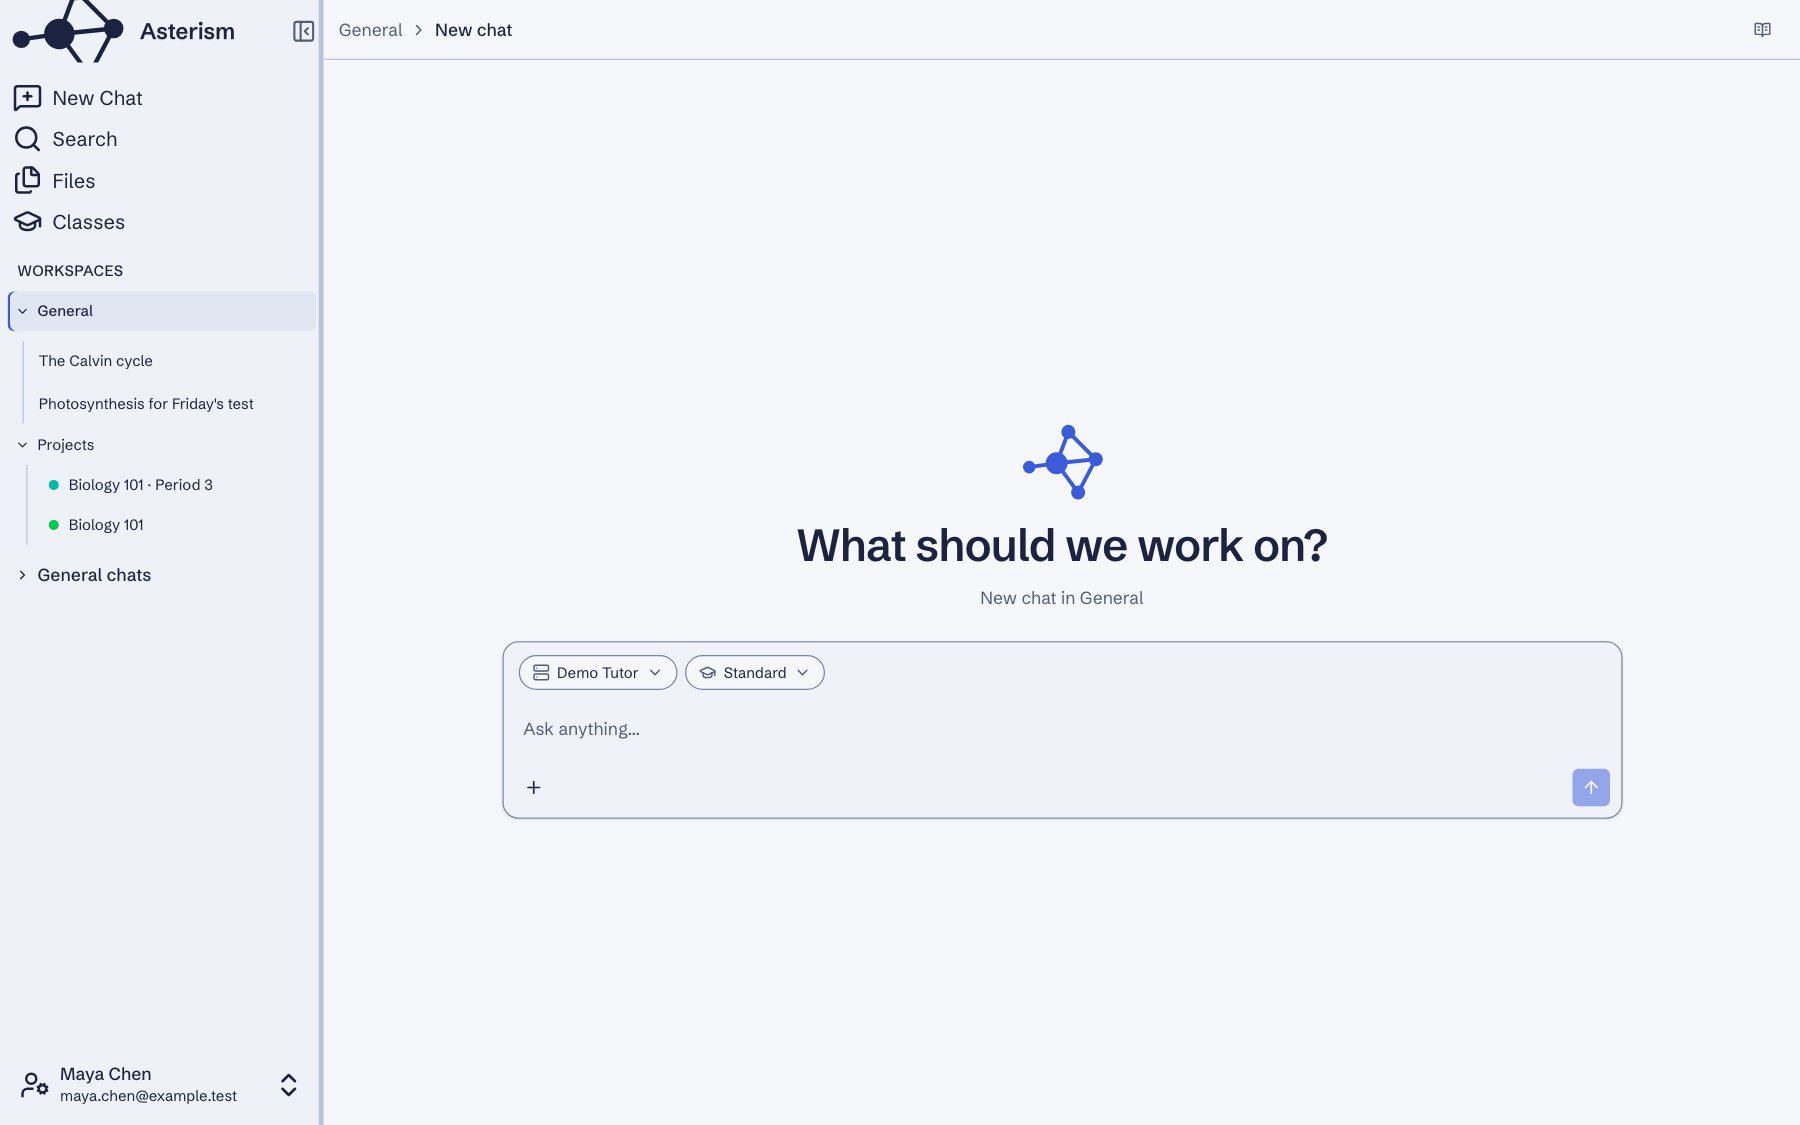 Asterism
General
New chat
New Chat
Search
Files
Classes
WORKSPACES
General
The Calvin cycle
Photosynthesis for Friday's test
Projects
Biology 101 · Period 3
Biology 101
General chats
What should we work on?
New chat in General
Demo Tutor
Standard
Ask anything...
Maya Chen
maya.chen@example.test